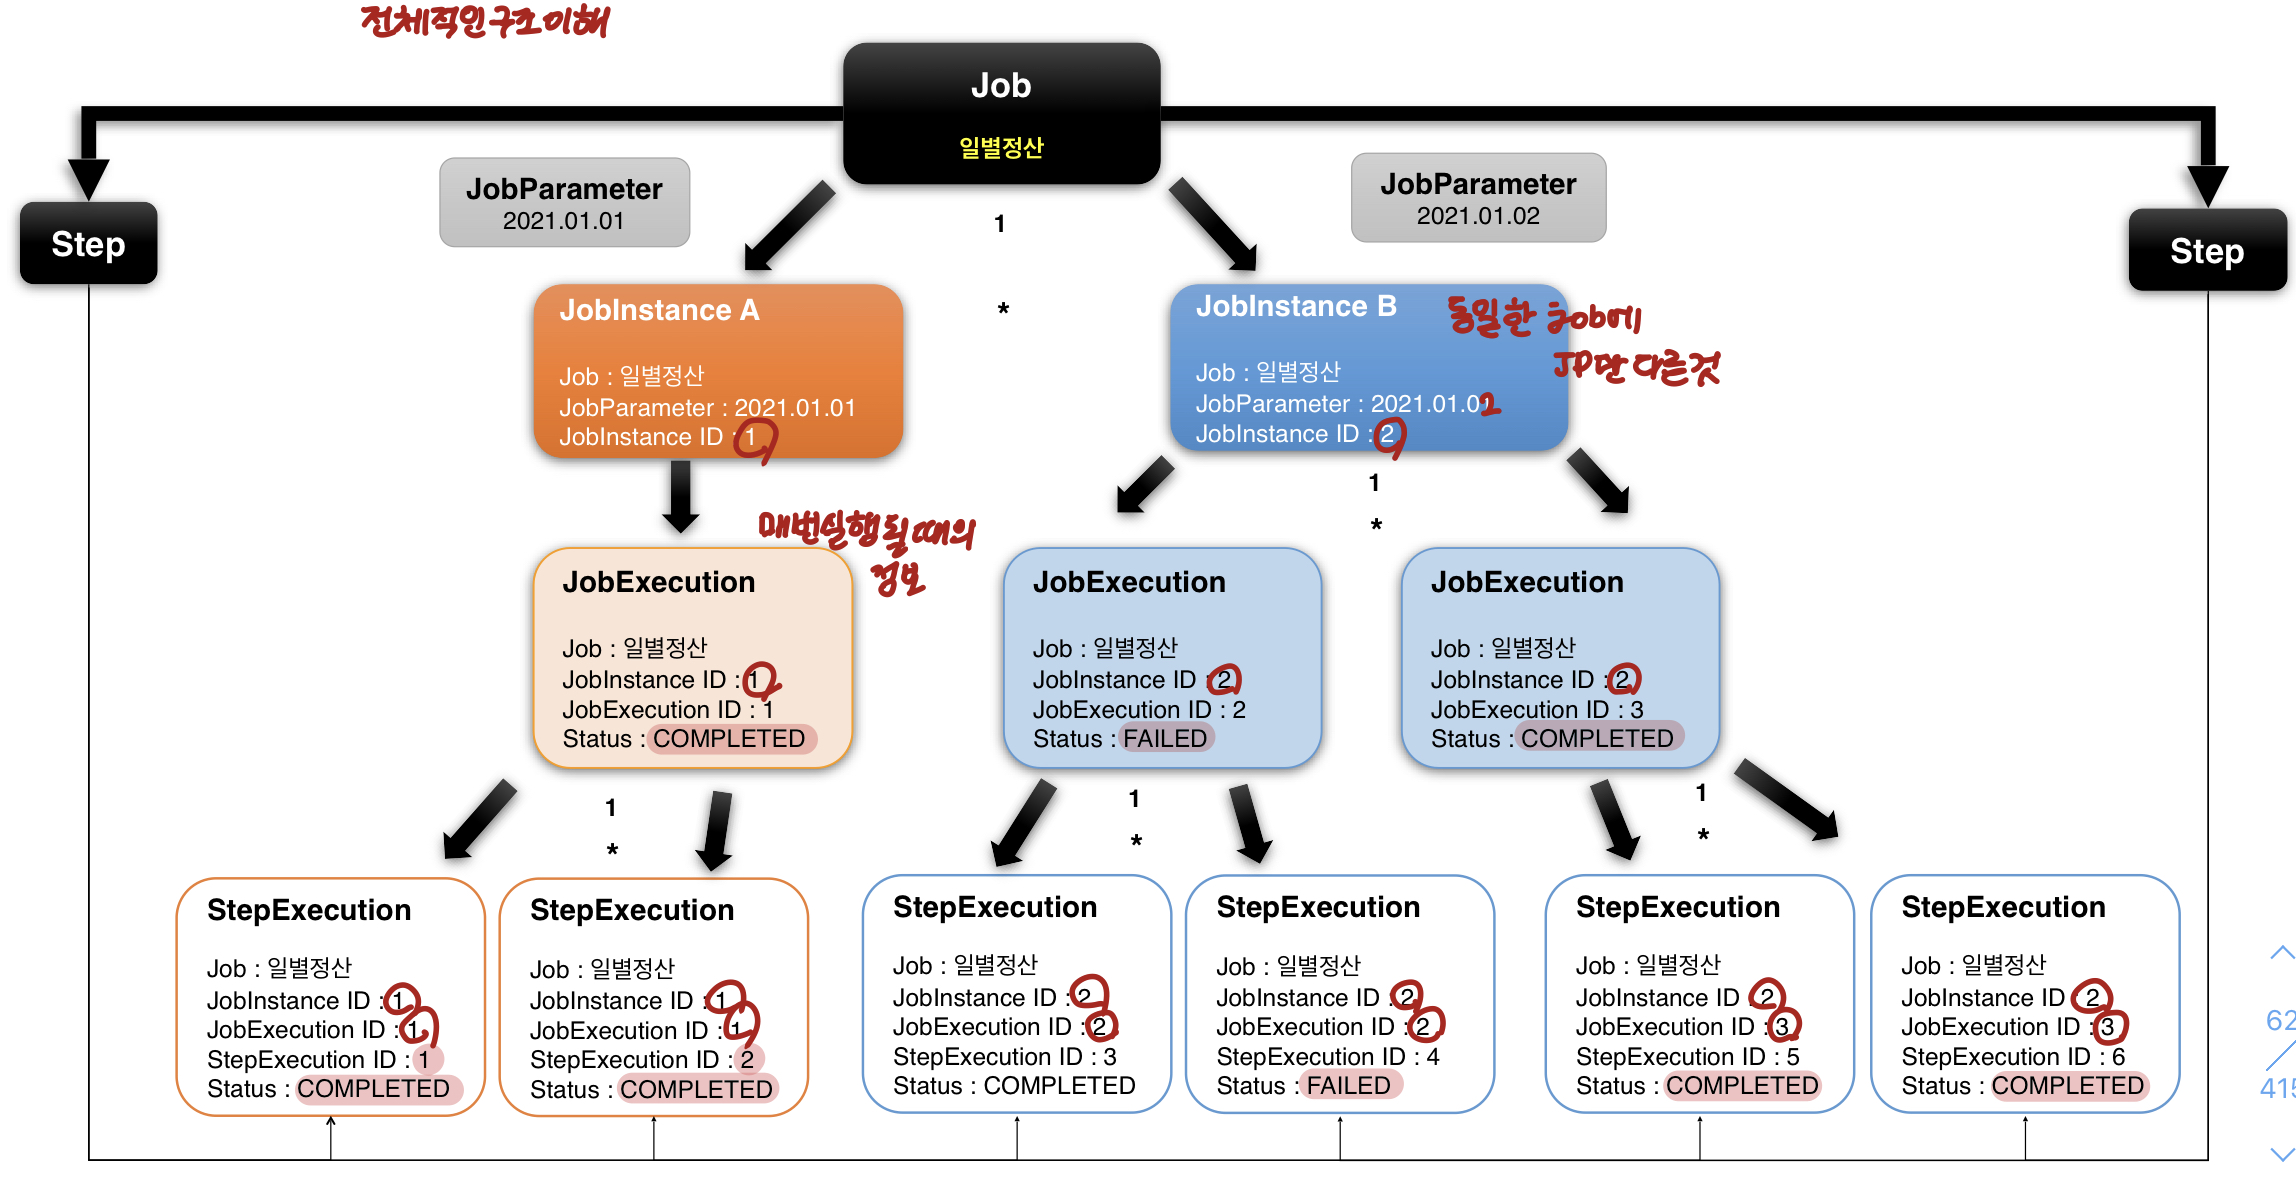 전체적인 구조 이해
Job
일별정산
JobParameter
2021.01.01
JobParameter
2021.01.02
Step
Step
1
*
JobInstance A
Job : 일별정산
JobParameter : 2021.01.01
JobInstance ID : 1
JobInstance B
Job : 일별정산
JobParameter : 2021.01.02
JobInstance ID : 2
동일한 Job에
JP만 다른것
1
*
매번 실행될 때의
정보
JobExecution
Job : 일별정산
JobInstance ID : 1
JobExecution ID : 1
Status : COMPLETED
JobExecution
Job : 일별정산
JobInstance ID : 2
JobExecution ID : 2
Status : FAILED
JobExecution
Job : 일별정산
JobInstance ID : 2
JobExecution ID : 3
Status : COMPLETED
1
*
1
*
1
*
StepExecution
Job : 일별정산
JobInstance ID : 1
JobExecution ID : 1
StepExecution ID : 1
Status : COMPLETED
StepExecution
Job : 일별정산
JobInstance ID : 1
JobExecution ID : 1
StepExecution ID : 2
Status : COMPLETED
StepExecution
Job : 일별정산
JobInstance ID : 2
JobExecution ID : 2
StepExecution ID : 3
Status : COMPLETED
StepExecution
Job : 일별정산
JobInstance ID : 2
JobExecution ID : 2
StepExecution ID : 4
Status : FAILED
StepExecution
Job : 일별정산
JobInstance ID : 2
JobExecution ID : 3
StepExecution ID : 5
Status : COMPLETED
StepExecution
Job : 일별정산
JobInstance ID : 2
JobExecution ID : 3
StepExecution ID : 6
Status : COMPLETED
62
415